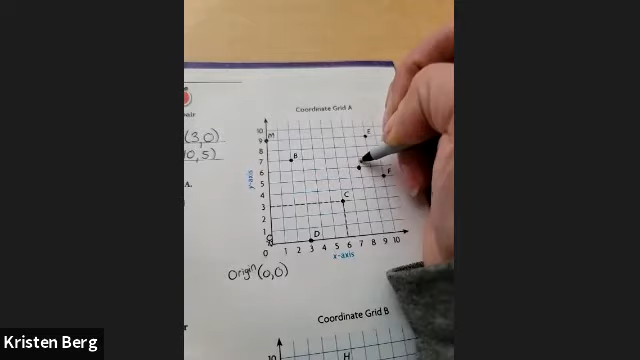 eir
Coordinate Grid A
(3,0)
0,5)
A.
10
9
8
7
6
5
4
3
2
1
0
y-axis
M
B
E
F
C
D
1 2 3 4 5 6 7 8 9 10
x-axis
Origin (0,0)
Coordinate Grid B
10
H
Kristen Berg